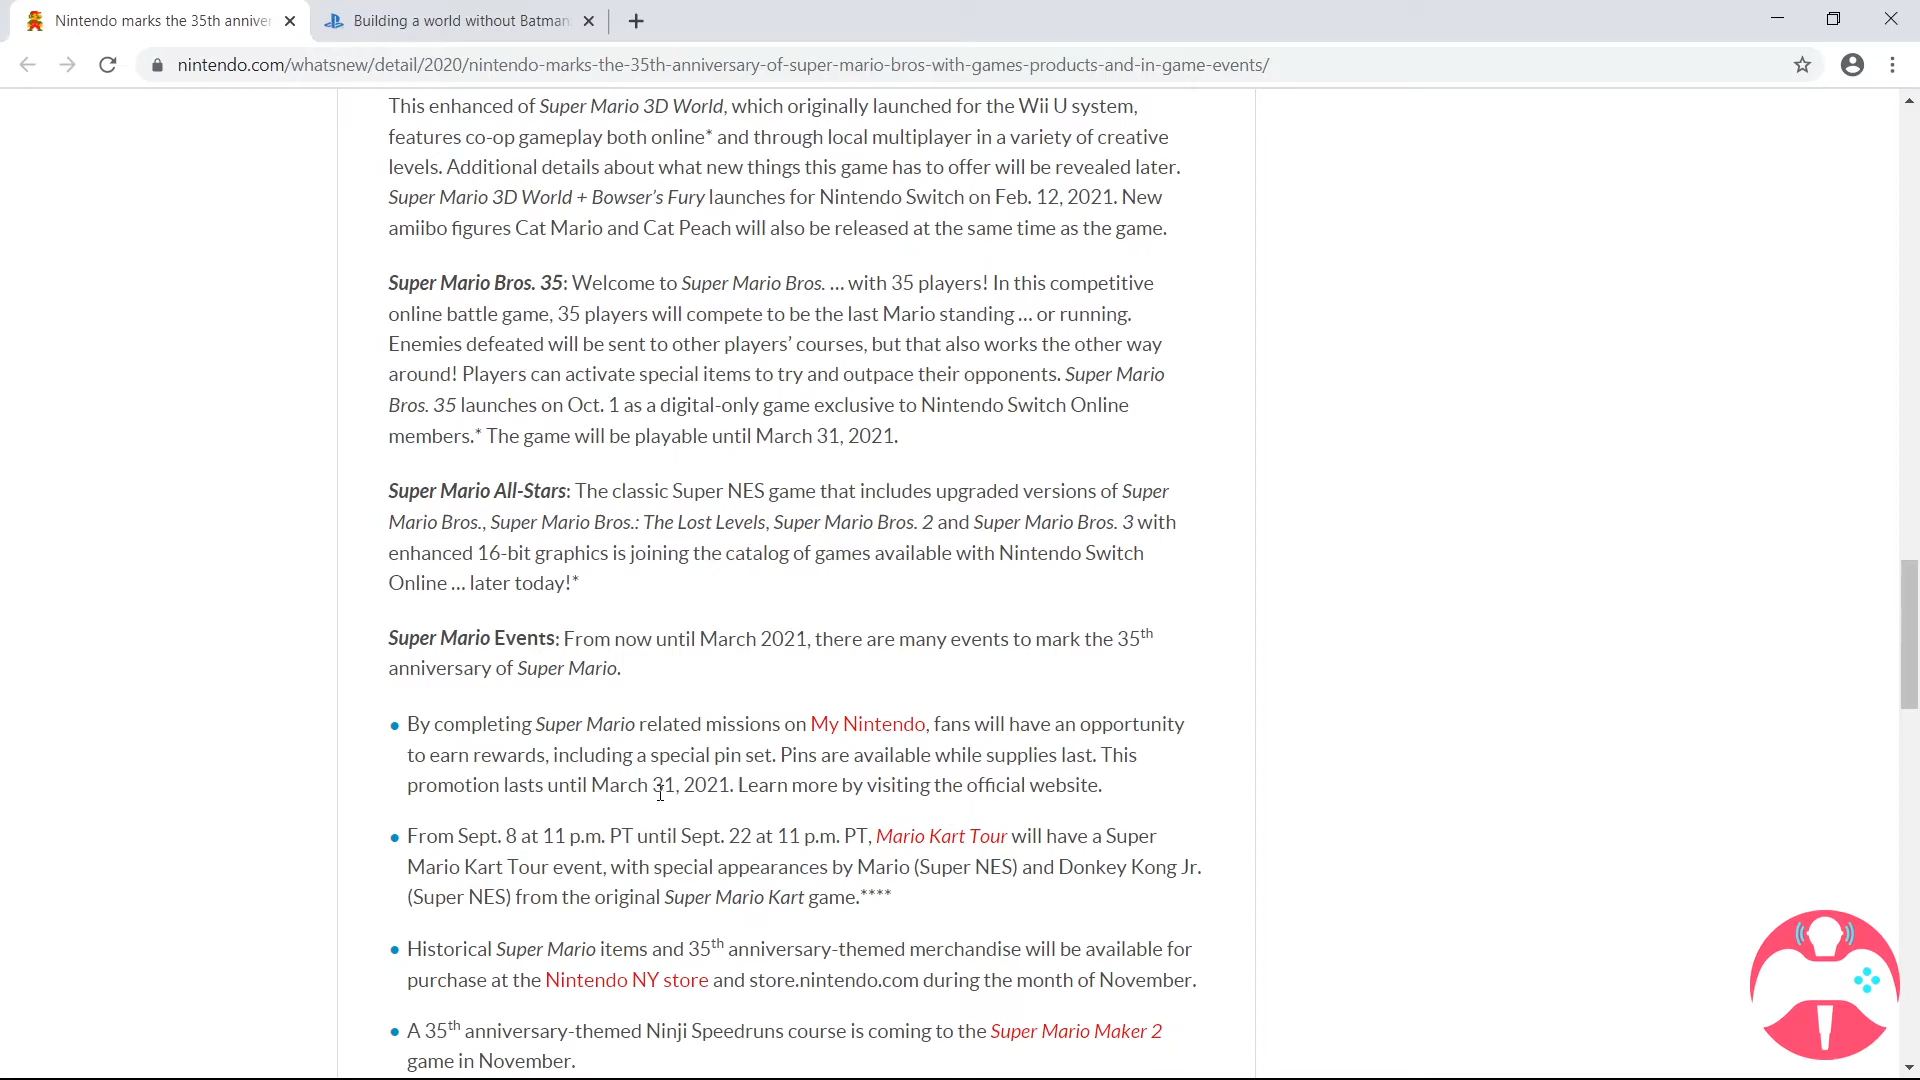 Nintendo marks the 35th anniver
Building a world without Batman
nintendo.com/whatsnew/detail/2020/nintendo-marks-the-35th-anniversary-of-super-mario-bros-with-games-products-and-in-game-events/
This enhanced of Super Mario 3D World, which originally launched for the Wii U system,
features co-op gameplay both online* and through local multiplayer in a variety of creative
levels. Additional details about what new things this game has to offer will be revealed later.
Super Mario 3D World + Bowser’s Fury launches for Nintendo Switch on Feb. 12, 2021. New
amiibo figures Cat Mario and Cat Peach will also be released at the same time as the game.
Super Mario Bros. 35: Welcome to Super Mario Bros. … with 35 players! In this competitive
online battle game, 35 players will compete to be the last Mario standing … or running.
Enemies defeated will be sent to other players’ courses, but that also works the other way
around! Players can activate special items to try and outpace their opponents. Super Mario
Bros. 35 launches on Oct. 1 as a digital-only game exclusive to Nintendo Switch Online
members.* The game will be playable until March 31, 2021.
Super Mario All-Stars: The classic Super NES game that includes upgraded versions of Super
Mario Bros., Super Mario Bros.: The Lost Levels, Super Mario Bros. 2 and Super Mario Bros. 3 with
enhanced 16-bit graphics is joining the catalog of games available with Nintendo Switch
Online … later today!*
Super Mario Events: From now until March 2021, there are many events to mark the 35th
anniversary of Super Mario.
By completing Super Mario related missions on My Nintendo, fans will have an opportunity
to earn rewards, including a special pin set. Pins are available while supplies last. This
promotion lasts until March 31, 2021. Learn more by visiting the official website.
From Sept. 8 at 11 p.m. PT until Sept. 22 at 11 p.m. PT, Mario Kart Tour will have a Super
Mario Kart Tour event, with special appearances by Mario (Super NES) and Donkey Kong Jr.
(Super NES) from the original Super Mario Kart game.****
Historical Super Mario items and 35th anniversary-themed merchandise will be available for
purchase at the Nintendo NY store and store.nintendo.com during the month of November.
A 35th anniversary-themed Ninji Speedruns course is coming to the Super Mario Maker 2
game in November.